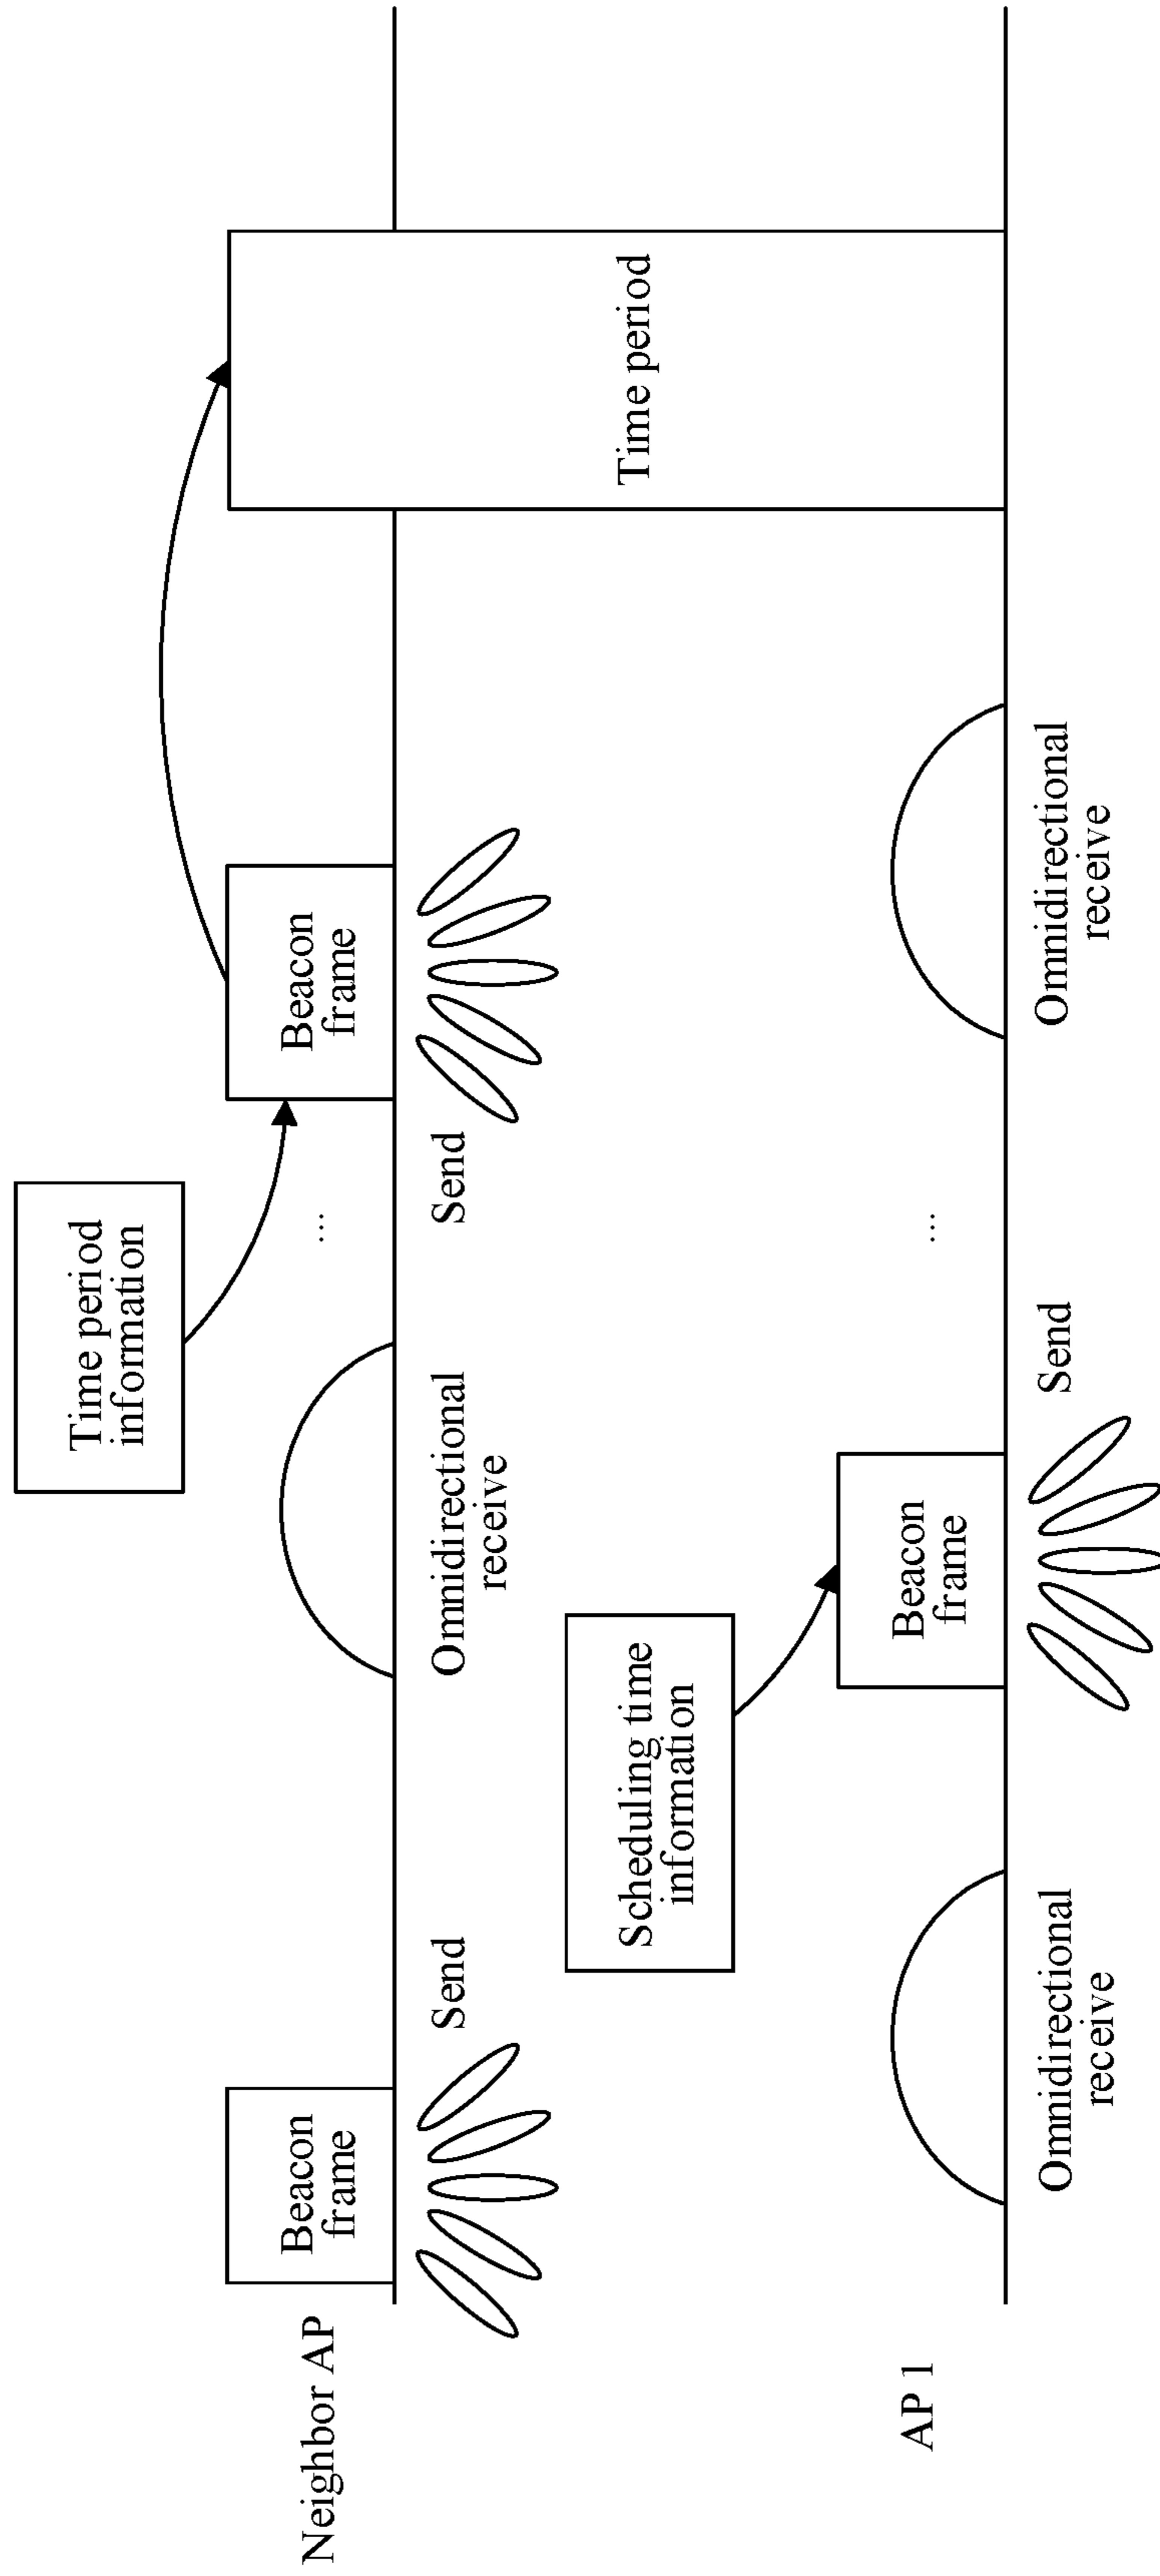 Neighbor AP
Beacon
frame
Send
Omnidirectional
receive
Time period
information
...
Beacon
frame
Send
Time period
AP 1
Omnidirectional
receive
Scheduling time
information
Beacon
frame
Send
...
Omnidirectional
receive